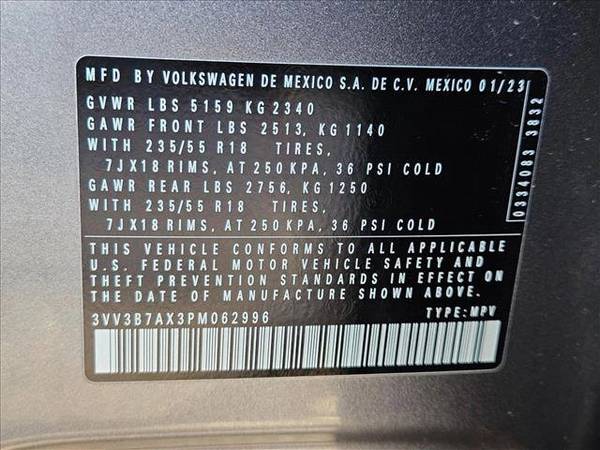 MFD BY VOLKSWAGEN DE MEXICO S.A. DE C.V. MEXICO 01/23
GVWR LBS 5159 KG 2340
GAWR FRONT LBS 2513, KG 1140
WITH 235/55 R18 TIRES,
7JX18 RIMS, AT 250 KPA, 36 PSI COLD
GAWR REAR LBS 2756, KG 1250
WITH 235/55 R18 TIRES,
7JX18 RIMS, AT 250 KPA, 36 PSI COLD
THIS VEHICLE CONFORMS TO ALL APPLICABLE
U.S. FEDERAL MOTOR VEHICLE SAFETY AND
THEFT PREVENTION STANDARDS IN EFFECT ON
THE DATE OF MANUFACTURE SHOWN ABOVE.
3VV3B7AX3PM062996 TYPE:MPV
0334083 3832